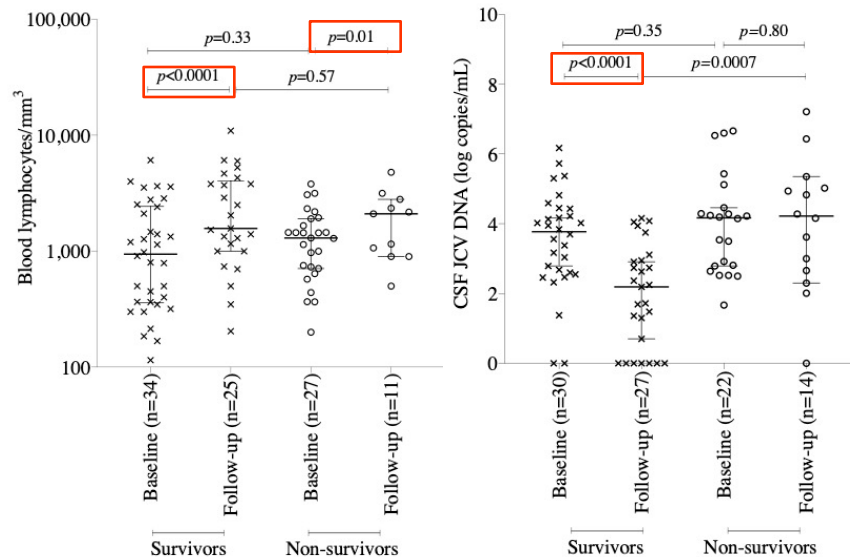 100,000
10,000
1,000
100
Blood lymphocytes/mm³
p=0.33
p=0.01
p<0.0001
p=0.57
Baseline (n=34)
Follow-up (n=25)
Baseline (n=27)
Follow-up (n=11)
Survivors
Non-survivors
10
8
6
4
2
0
CSF JCV DNA (log copies/mL)
p=0.35
p=0.80
p<0.0001
p=0.0007
Baseline (n=30)
Follow-up (n=27)
Baseline (n=22)
Follow-up (n=14)
Survivors
Non-survivors